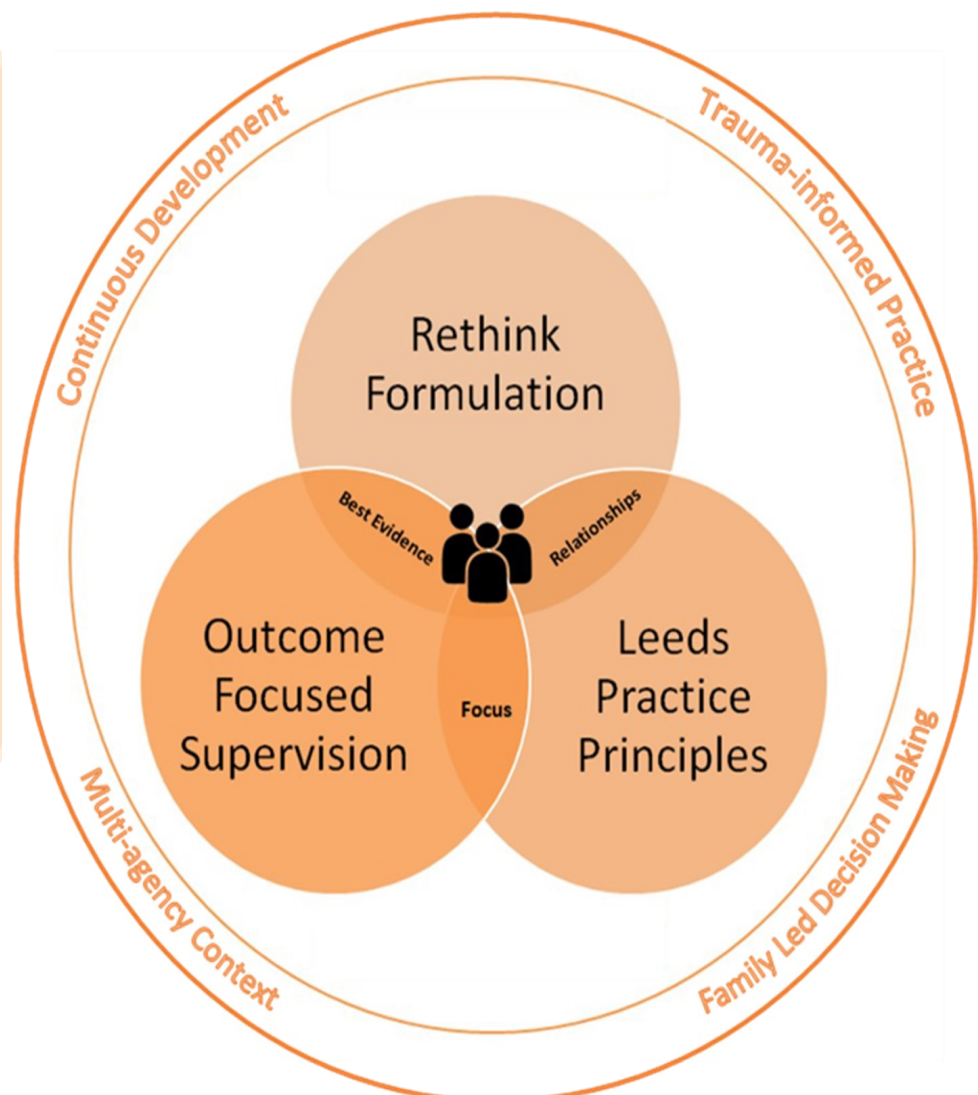 Continuous Development
Trauma-informed Practice
Rethink
Formulation
Best Evidence
Relationships
Outcome
Focused
Supervision
Focus
Leeds
Practice
Principles
Multi-agency Context
Family Led Decision Making